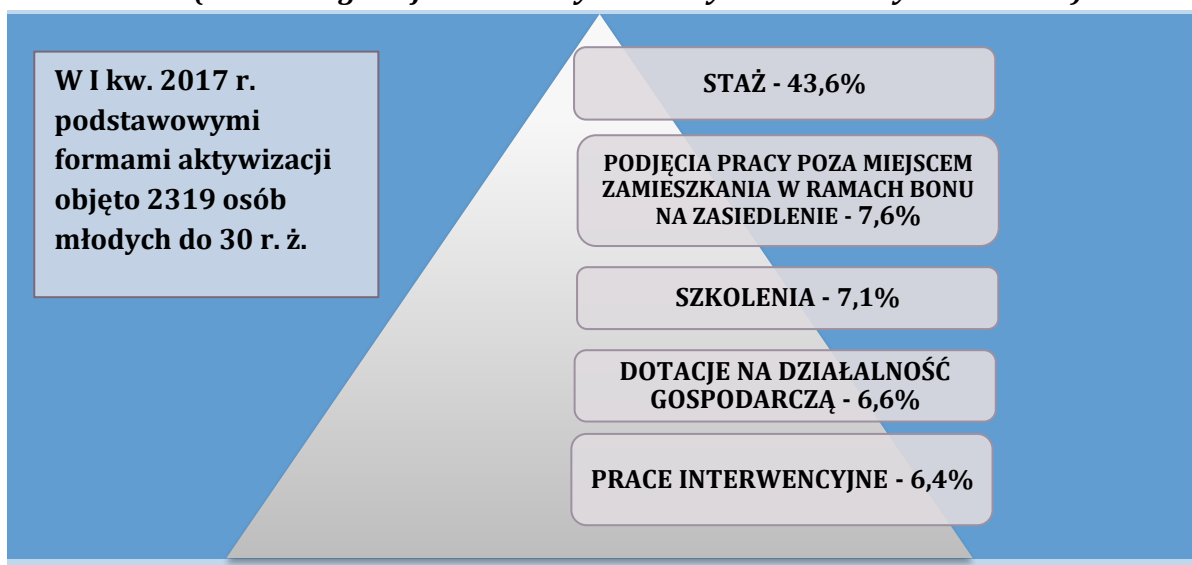 W I kw. 2017 r.
podstawowymi
formami aktywizacji
objęto 2319 osób
młodych do 30 r. ż.
STAŻ - 43,6%
PODJĘCIA PRACY POZA MIEJSCEM
ZAMIESZKANIA W RAMACH BONU
NA ZASIEDLENIE - 7,6%
SZKOLENIA - 7,1%
DOTACJE NA DZIAŁALNOŚĆ
GOSPODARCZĄ - 6,6%
PRACE INTERWENCYJNE - 6,4%